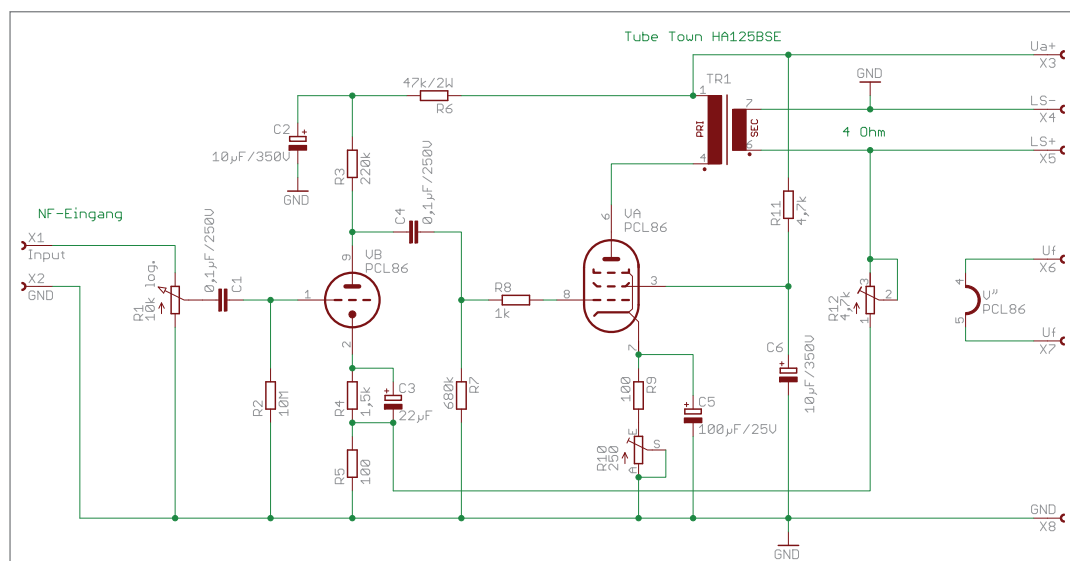 Tube Town HA125BSE
Ua+
X3
47k/2W
R6
TR1
1
7
PRI
SEC
GND
LS-
X4
4 Ohm
C2
+
10µF/350V
R3
220k
GND
4
6
LS+
X5
NF-Eingang
C4
0,1µF/250V
6
VA
PCL86
R11
4,7k
X1
Input
X2
GND
R1
10k log.
0,1µF/250V
C1
9
VB
PCL86
1
2
R8
1k
8
3
7
R12
4,7k
3
2
1
Uf
X6
4
V"
PCL86
5
Uf
X7
R2
10M
R4
1,5k
+
C3
22µF
680k
R7
100
R9
+
C5
100µF/25V
C6
+
10µF/350V
R10
250
E
S
A
R5
100
GND
X8
GND